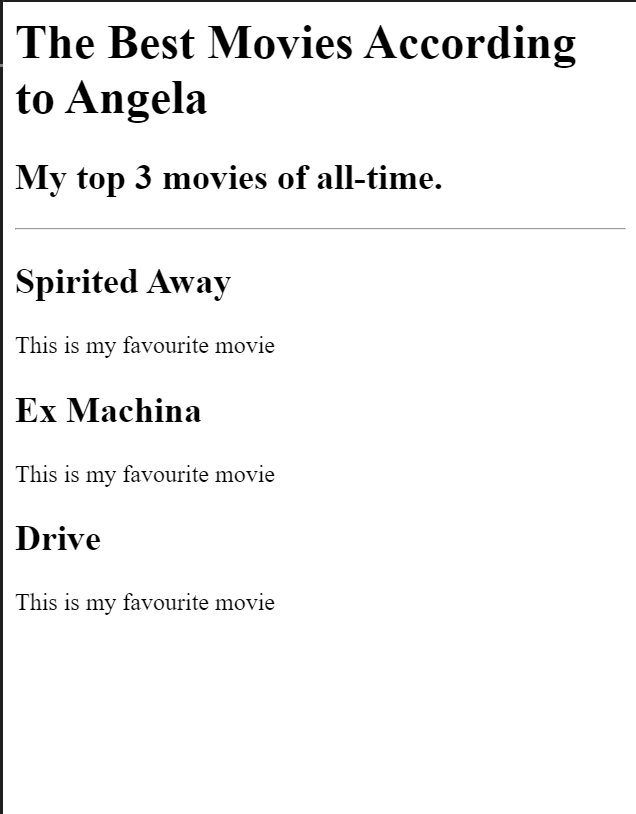 The Best Movies According
to Angela
My top 3 movies of all-time.
Spirited Away
This is my favourite movie
Ex Machina
This is my favourite movie
Drive
This is my favourite movie